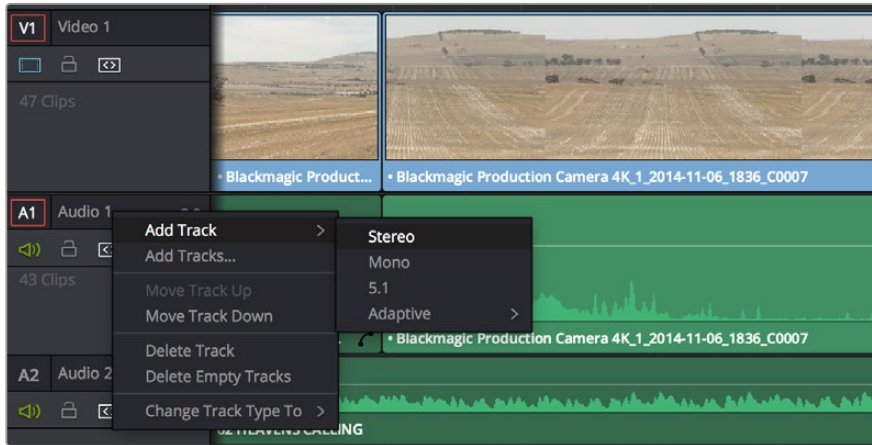 V1 Video 1
47 Clips
• Blackmagic Product...
• Blackmagic Production Camera 4K_1_2014-11-06_1836_C0007
A1 Audio 1
43 Clips
Add Track >
Add Tracks...
Move Track Up
Move Track Down
Delete Track
Delete Empty Tracks
Change Track Type To >
Stereo
Mono
5.1
Adaptive >
• Blackmagic Production Camera 4K_1_2014-11-06_1836_C0007
A2 Audio 2
HEAVENS CALLING